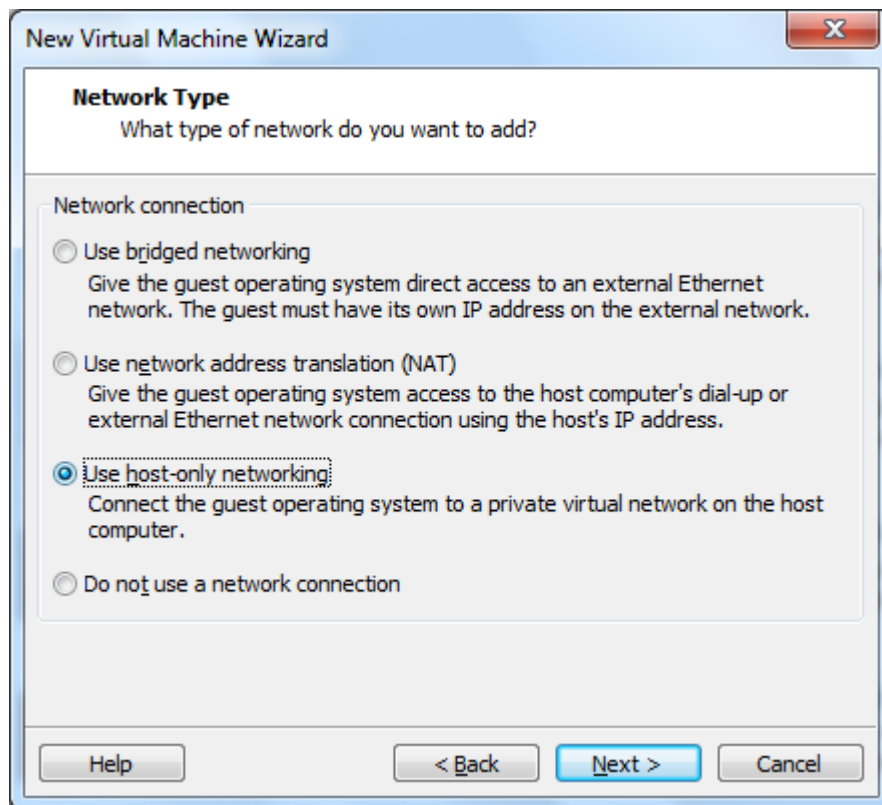 New Virtual Machine Wizard
Network Type
What type of network do you want to add?
Network connection
Use bridged networking
Give the guest operating system direct access to an external Ethernet
network. The guest must have its own IP address on the external network.
Use network address translation (NAT)
Give the guest operating system access to the host computer's dial-up or
external Ethernet network connection using the host's IP address.
Use host-only networking
Connect the guest operating system to a private virtual network on the host
computer.
Do not use a network connection
Help
< Back
Next >
Cancel